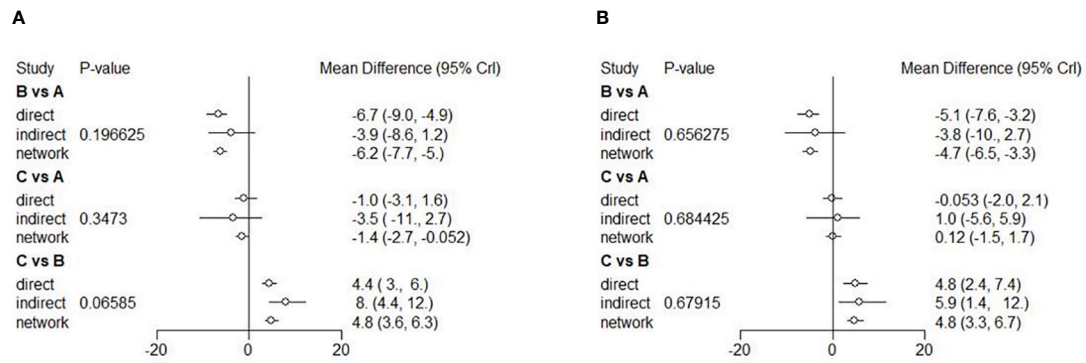 A
Study P-value Mean Difference (95% CrI)
B vs A
direct -6.7 (-9.0, -4.9)
indirect 0.196625 -3.9 (-8.6, 1.2)
network -6.2 (-7.7, -5.)
C vs A
direct -1.0 (-3.1, 1.6)
indirect 0.3473 -3.5 ( -11, 2.7)
network -1.4 (-2.7, -0.052)
C vs B
direct 4.4 ( 3., 6.)
indirect 0.06585 8. (4.4, 12.)
network 4.8 (3.6, 6.3)
-20 0 20
B
Study P-value Mean Difference (95% CrI)
B vs A
direct -5.1 (-7.6, -3.2)
indirect 0.656275 -3.8 (-10., 2.7)
network -4.7 (-6.5, -3.3)
C vs A
direct -0.053 (-2.0, 2.1)
indirect 0.684425 1.0 (-5.6, 5.9)
network 0.12 (-1.5, 1.7)
C vs B
direct 4.8 (2.4, 7.4)
indirect 0.67915 5.9 (1.4, 12.)
network 4.8 (3.3, 6.7)
-20 0 20